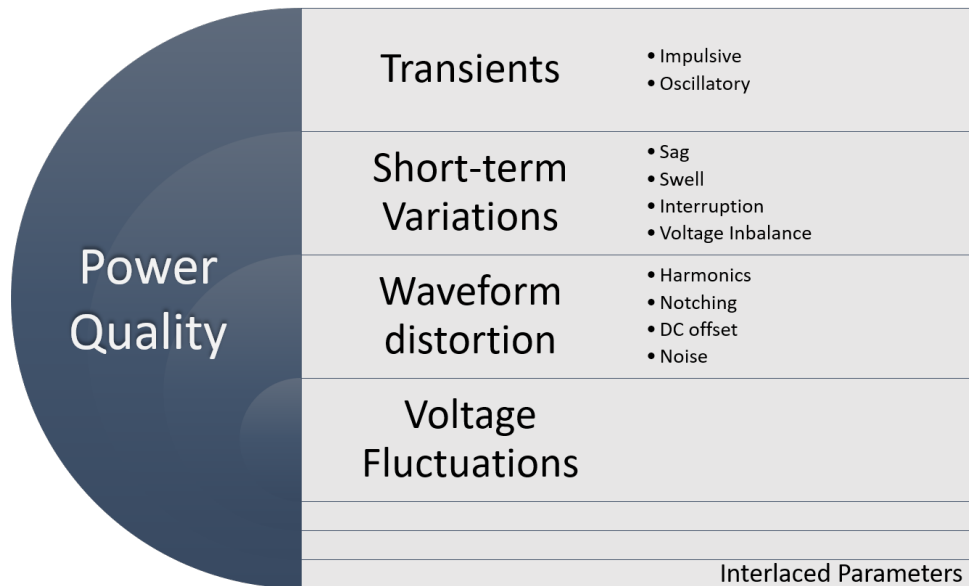 Power
Quality
Transients
• Impulsive
• Oscillatory
Short-term
Variations
• Sag
• Swell
• Interruption
• Voltage Inbalance
Waveform
distortion
• Harmonics
• Notching
• DC offset
• Noise
Voltage
Fluctuations
Interlaced Parameters